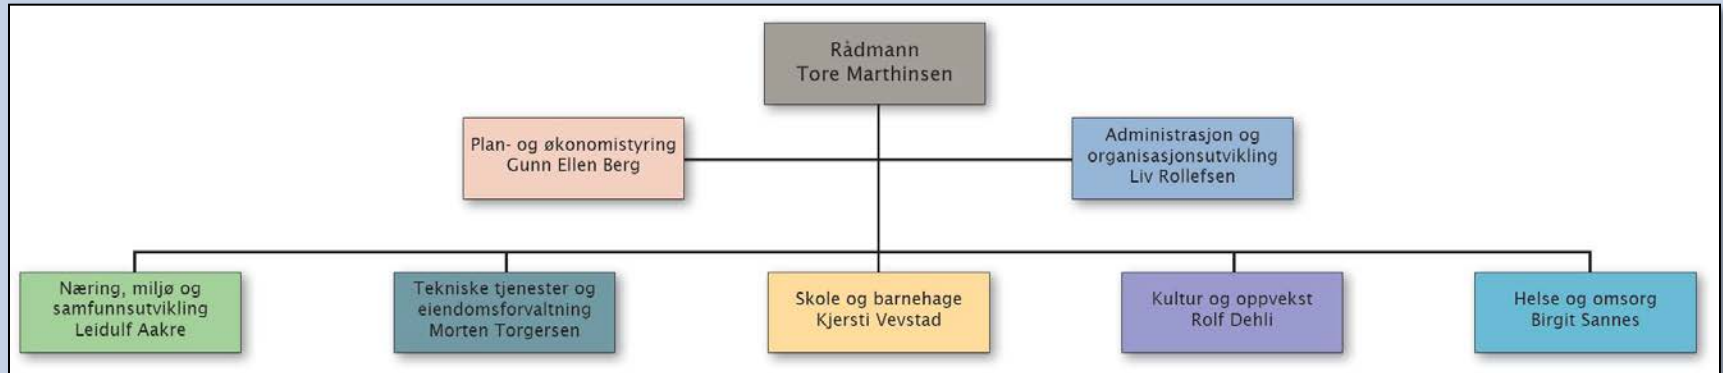 Rådmann
Tore Marthinsen
Plan- og økonomistyring
Gunn Ellen Berg
Administrasjon og
organisasjonsutvikling
Liv Rollefsen
Næring, miljø og
samfunnsutvikling
Leidulf Aakre
Tekniske tjenester og
eiendomsforvaltning
Morten Torgersen
Skole og barnehage
Kjersti Vevstad
Kultur og oppvekst
Rolf Dehli
Helse og omsorg
Birgit Sannes